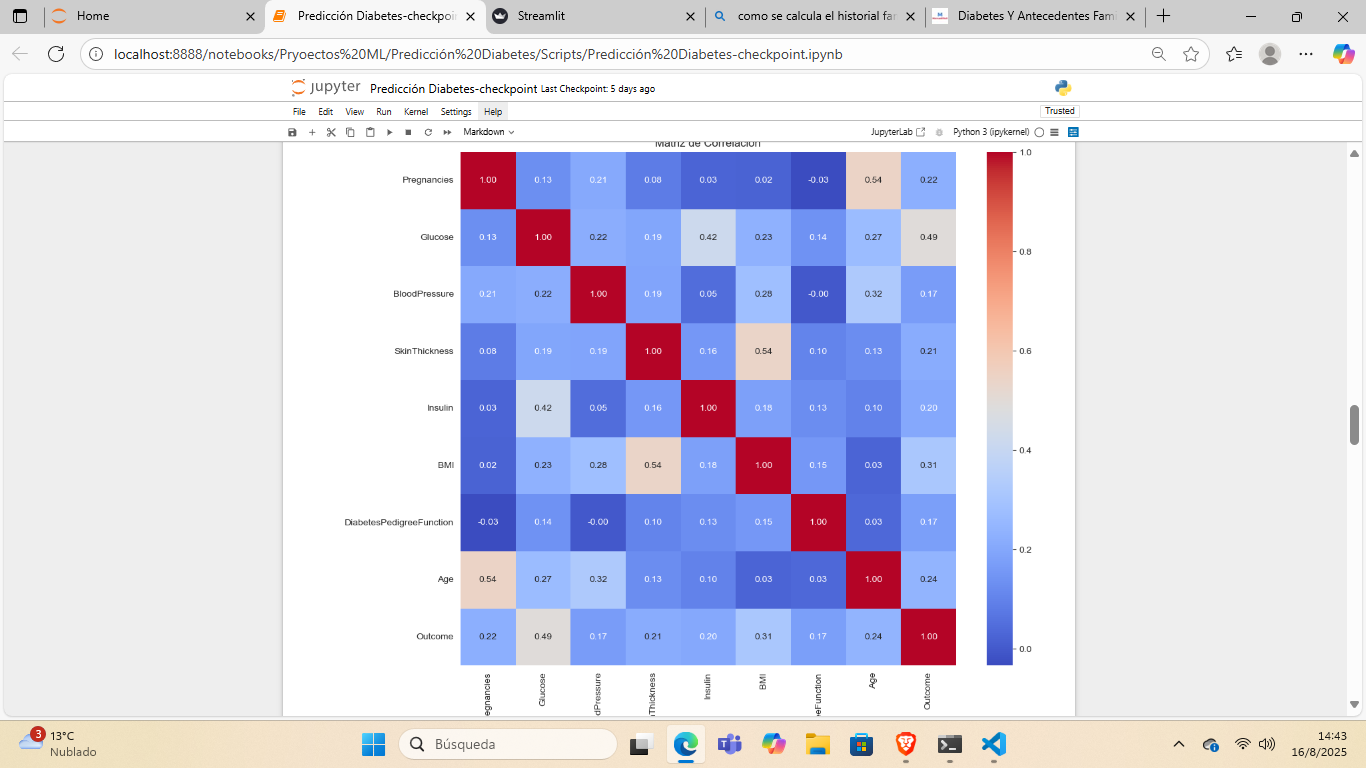 Home
Predicción Diabetes-checkpoin
Streamlit
como se calcula el historial far
Diabetes Y Antecedentes Fami
localhost:8888/notebooks/Pryoectos%20ML/Predicción%20Diabetes/Scripts/Predicción%20Diabetes-checkpoint.ipynb
jupyter Predicción Diabetes-checkpoint Last Checkpoint: 5 days ago
File Edit View Run Kernel Settings Help Trusted
Markdown JupyterLab Python 3 (ipykernel)
Matriz de Correlación
Pregnancies 1.00 0.13 0.21 0.08 0.03 0.02 -0.03 0.54 0.22
Glucose 0.13 1.00 0.22 0.19 0.42 0.23 0.14 0.27 0.49
BloodPressure 0.21 0.22 1.00 0.19 0.05 0.28 -0.00 0.32 0.17
SkinThickness 0.08 0.19 0.19 1.00 0.16 0.54 0.10 0.13 0.21
Insulin 0.03 0.42 0.05 0.16 1.00 0.18 0.13 0.10 0.20
BMI 0.02 0.23 0.28 0.54 0.18 1.00 0.15 0.03 0.31
DiabetesPedigreeFunction -0.03 0.14 -0.00 0.10 0.13 0.15 1.00 0.03 0.17
Age 0.54 0.27 0.32 0.13 0.10 0.03 0.03 1.00 0.24
Outcome 0.22 0.49 0.17 0.21 0.20 0.31 0.17 0.24 1.00
egnancies
Glucose
dPressure
Thickness
Insulin
BMI
eFunction
Age
Outcome
1.0
0.8
0.6
0.4
0.2
0.0
3
13°C
Nublado
Búsqueda
14:43
16/8/2025